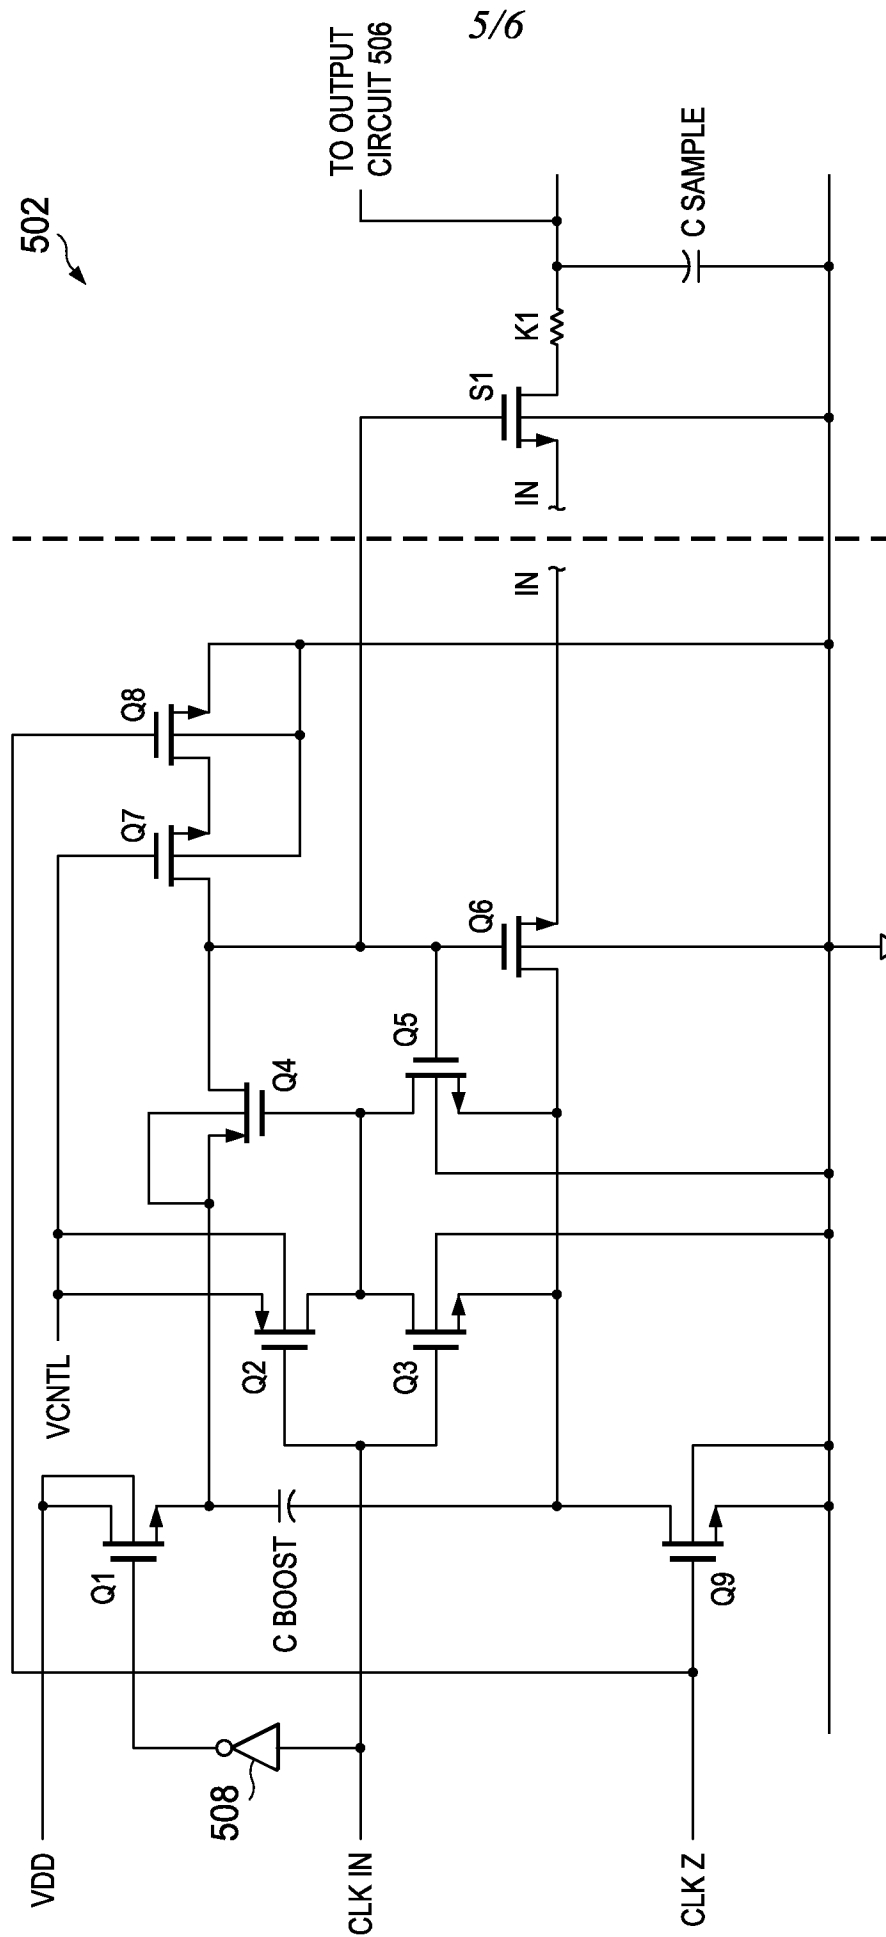 5/6
502
TO OUTPUT
CIRCUIT 506
C SAMPLE
K1
S1
IN
IN
Q8
Q7
Q6
Q5
Q4
VCNTL
Q2
Q3
Q1
C BOOST
Q9
508
VDD
CLK IN
CLK Z